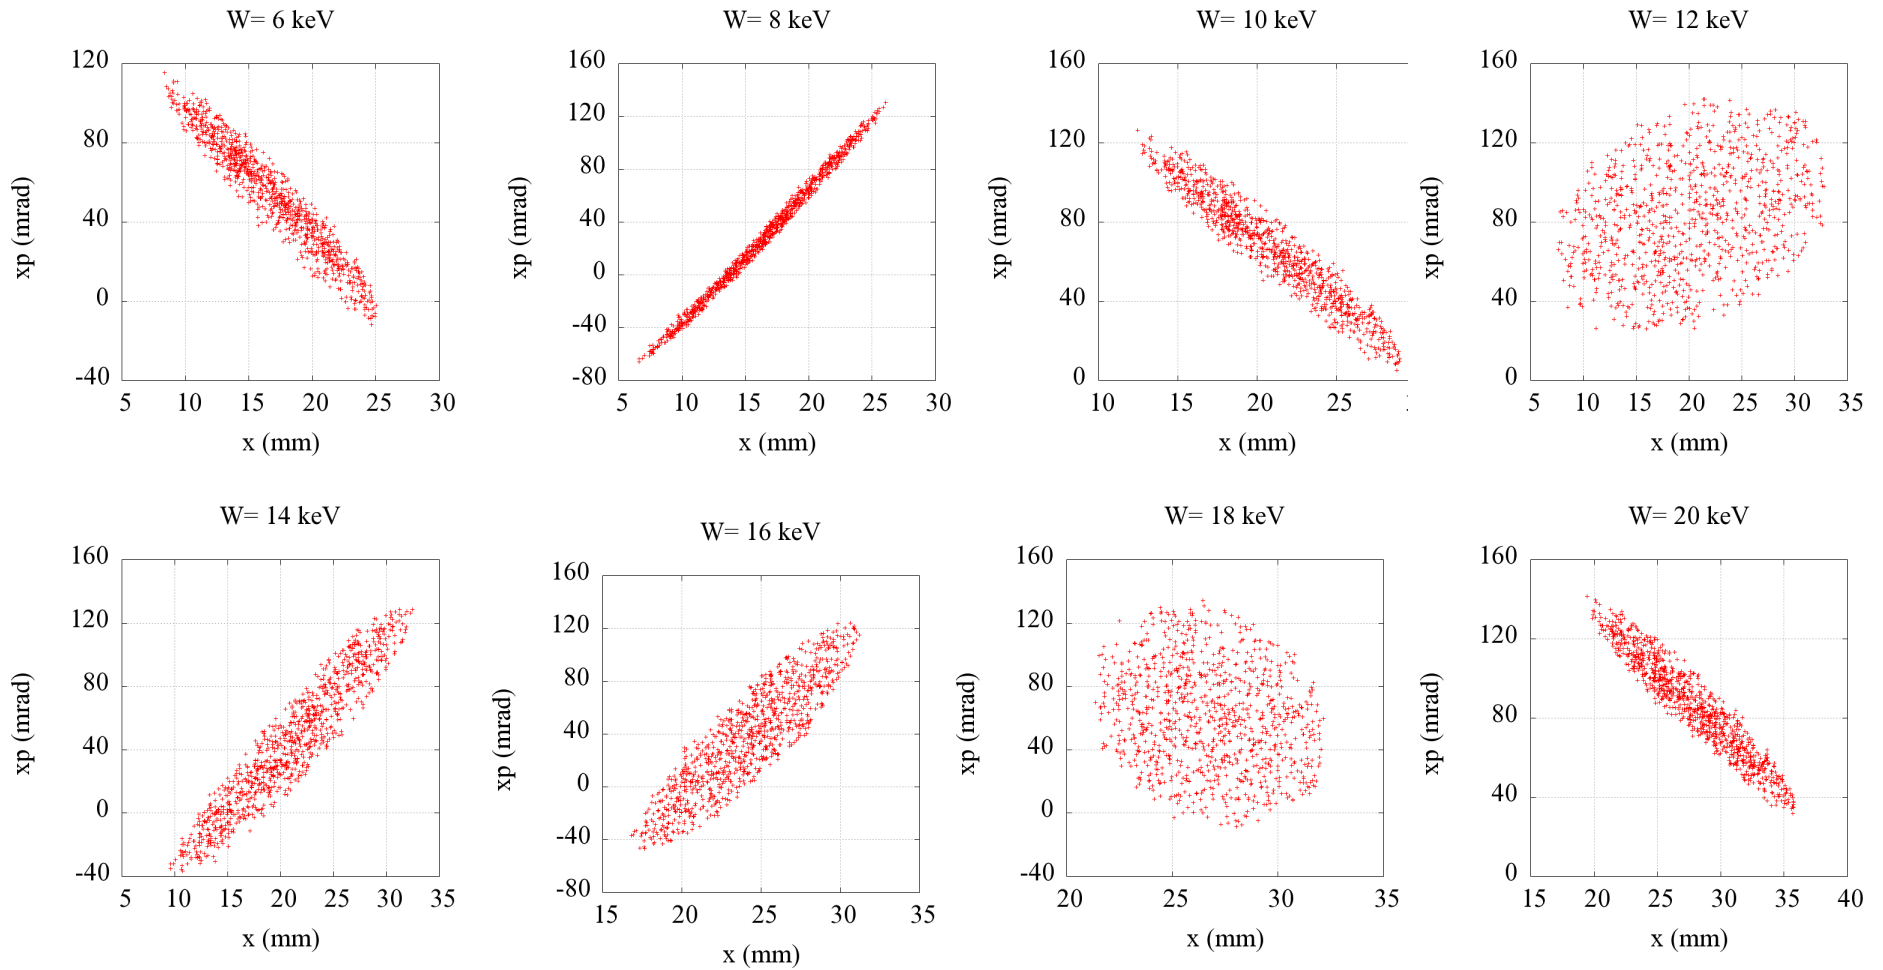 W= 6 keV
120
80
40
0
-40
5 10 15 20 25 30
xp (mrad)
x (mm)
W= 8 keV
160
120
80
40
0
-40
-80
5 10 15 20 25 30
xp (mrad)
x (mm)
W= 10 keV
160
120
80
40
0
10 15 20 25
xp (mrad)
x (mm)
W= 12 keV
160
120
80
40
0
5 10 15 20 25 30 35
xp (mrad)
x (mm)
W= 14 keV
160
120
80
40
0
-40
5 10 15 20 25 30 35
xp (mrad)
x (mm)
W= 16 keV
160
120
80
40
0
-40
-80
15 20 25 30 35
xp (mrad)
x (mm)
W= 18 keV
160
120
80
40
0
-40
20 25 30 35
xp (mrad)
x (mm)
W= 20 keV
160
120
80
40
0
15 20 25 30 35 40
xp (mrad)
x (mm)